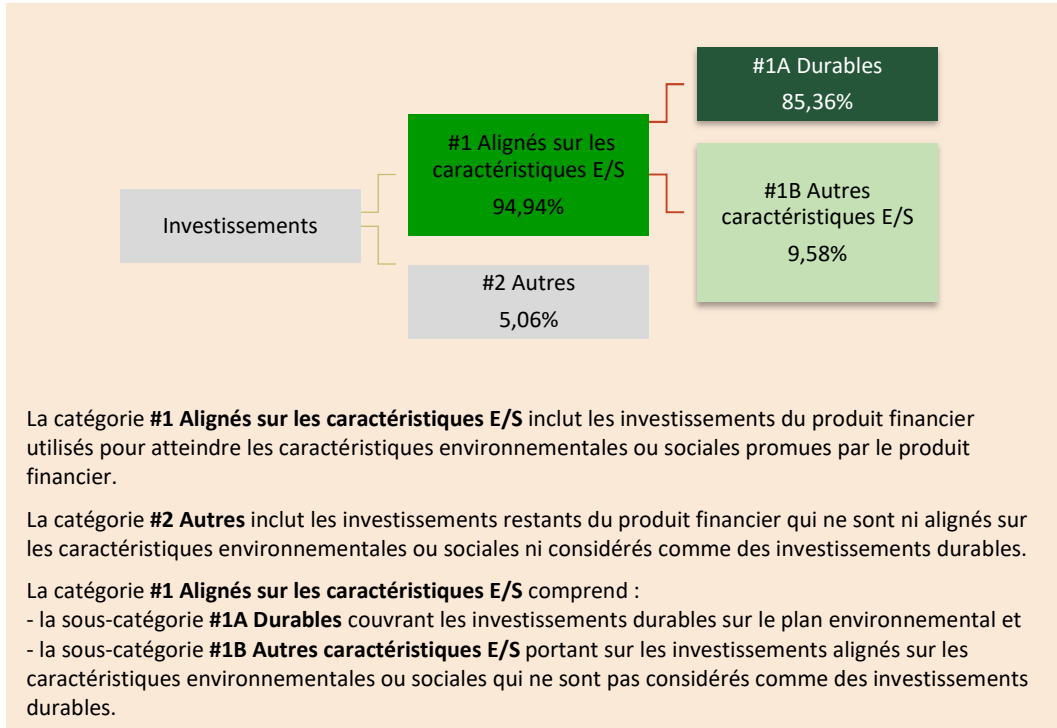 #1A Durables
85,36%
#1 Alignés sur les
caractéristiques E/S
94,94%
#1B Autres
caractéristiques E/S
9,58%
Investissements
#2 Autres
5,06%
La catégorie #1 Alignés sur les caractéristiques E/S inclut les investissements du produit financier
utilisés pour atteindre les caractéristiques environnementales ou sociales promues par le produit
financier.
La catégorie #2 Autres inclut les investissements restants du produit financier qui ne sont ni alignés sur
les caractéristiques environnementales ou sociales ni considérés comme des investissements durables.
La catégorie #1 Alignés sur les caractéristiques E/S comprend :
- la sous-catégorie #1A Durables couvrant les investissements durables sur le plan environnemental et
- la sous-catégorie #1B Autres caractéristiques E/S portant sur les investissements alignés sur les
caractéristiques environnementales ou sociales qui ne sont pas considérés comme des investissements
durables.